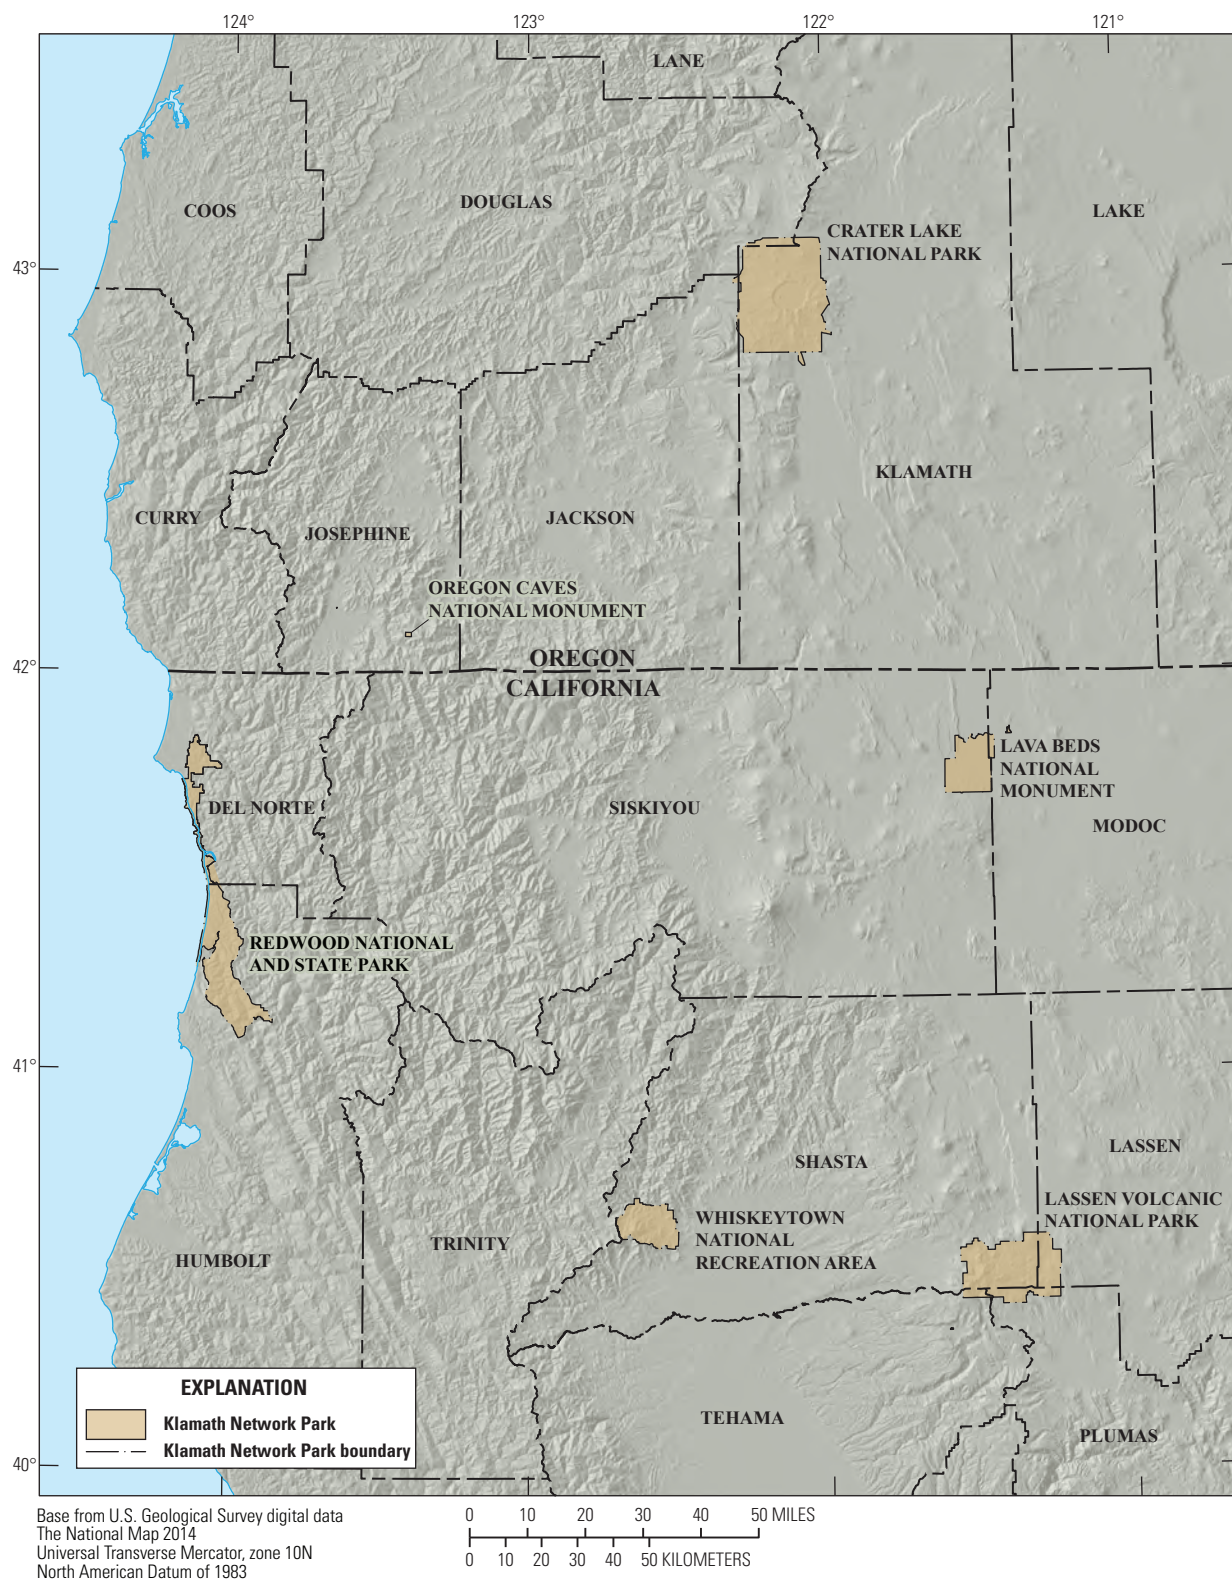 124°
123°
122°
121°
LANE
COOS
DOUGLAS
LAKE
CRATER LAKE
NATIONAL PARK
43°
KLAMATH
CURRY
JOSEPHINE
JACKSON
OREGON CAVES
NATIONAL MONUMENT
42°
OREGON
CALIFORNIA
LAVA BEDS
NATIONAL
MONUMENT
DEL NORTE
SISKIYOU
MODOC
REDWOOD NATIONAL
AND STATE PARK
41°
SHASTA
LASSEN
LASSEN VOLCANIC
NATIONAL PARK
WHISKEYTOWN
NATIONAL
RECREATION AREA
TRINITY
HUMBOLT
EXPLANATION
Klamath Network Park
Klamath Network Park boundary
TEHAMA
PLUMAS
40°
Base from U.S. Geological Survey digital data
The National Map 2014
Universal Transverse Mercator, zone 10N
North American Datum of 1983
0 10 20 30 40 50 MILES
0 10 20 30 40 50 KILOMETERS